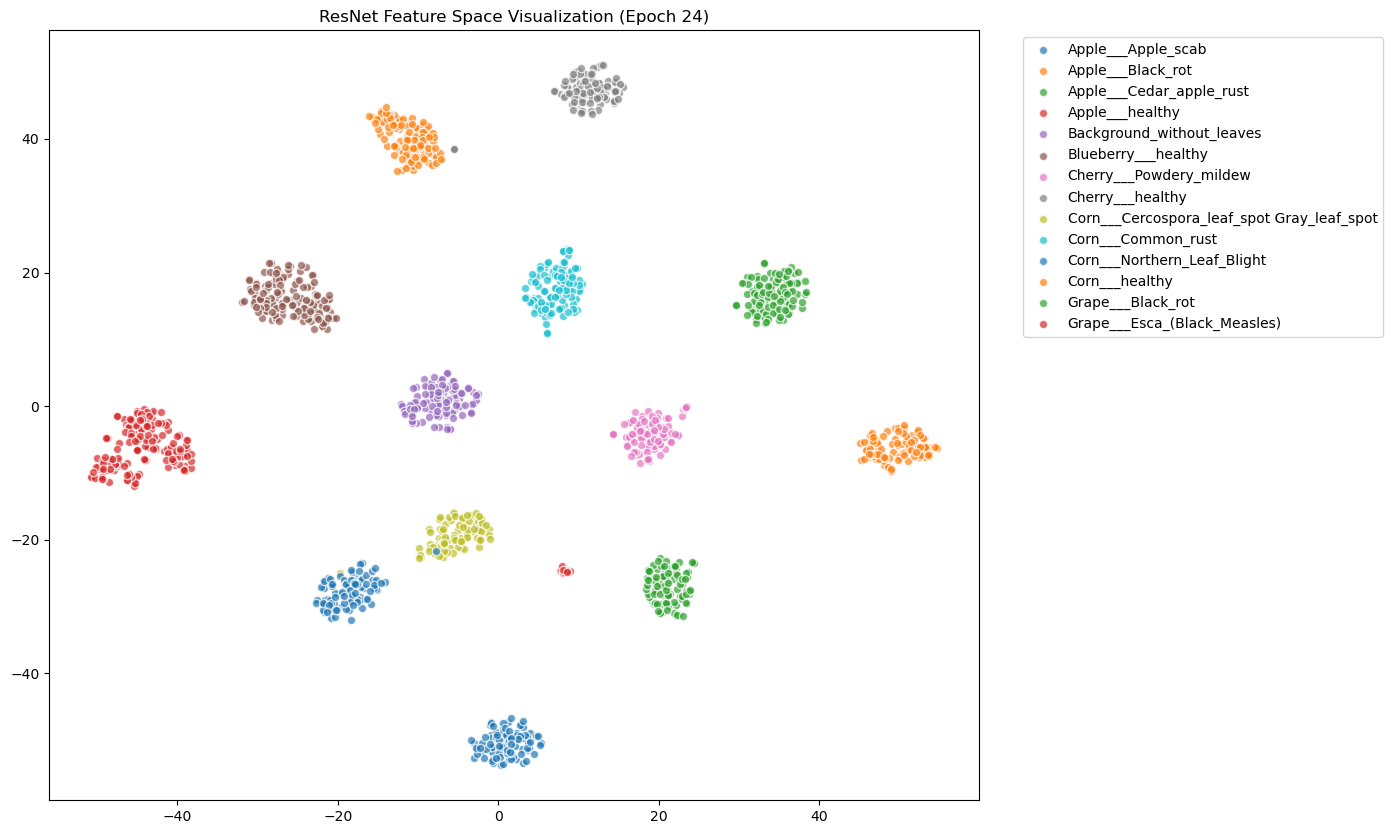 ResNet Feature Space Visualization (Epoch 24)
Apple___Apple_scab
Apple___Black_rot
Apple___Cedar_apple_rust
Apple___healthy
Background_without_leaves
Blueberry___healthy
Cherry___Powdery_mildew
Cherry___healthy
Corn___Cercospora_leaf_spot Gray_leaf_spot
Corn___Common_rust
Corn___Northern_Leaf_Blight
Corn___healthy
Grape___Black_rot
Grape___Esca_(Black_Measles)
40
20
0
−20
−40
−40
−20
0
20
40